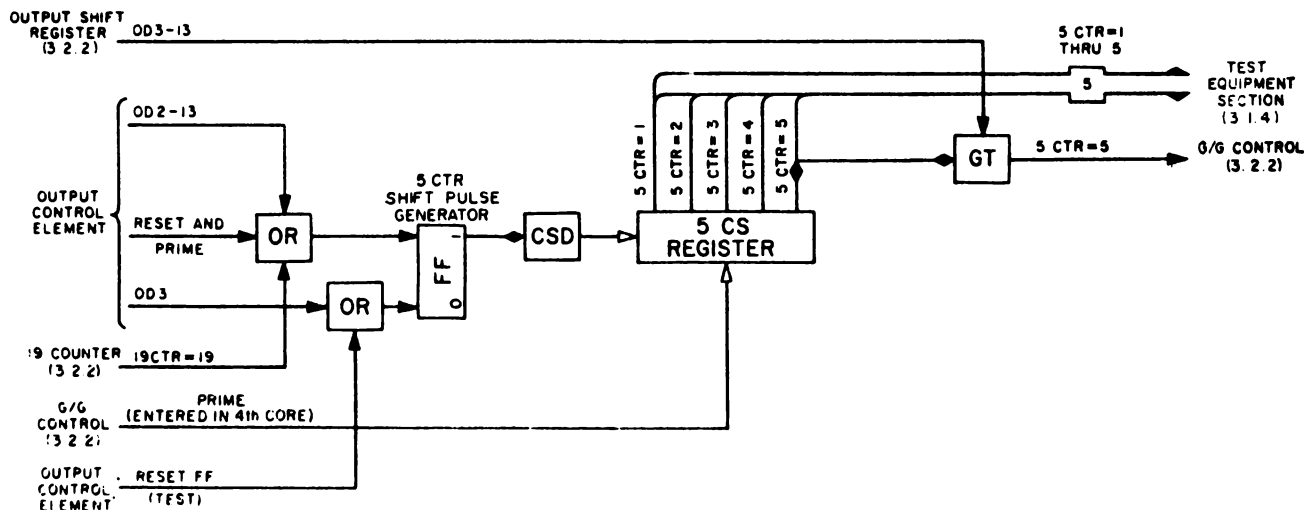 OUTPUT SHIFT
REGISTER
(3.2.2)
OD3-13
5 CTR=1
THRU 5
5
TEST
EQUIPMENT
SECTION
(3.1.4)
OD2-13
5 CTR=1
5 CTR=2
5 CTR=3
5 CTR=4
5 CTR=5
GT
5 CTR=5
G/G CONTROL
(3.2.2)
OUTPUT
CONTROL
ELEMENT
RESET AND
PRIME
OR
5 CTR
SHIFT PULSE
GENERATOR
1
FF
0
CSD
5 CS
REGISTER
OD3
OR
19 COUNTER
(3.2.2)
19CTR=19
G/G
CONTROL
(3.2.2)
PRIME
(ENTERED IN 4th CORE)
OUTPUT
CONTROL
ELEMENT
RESET FF
(TEST)